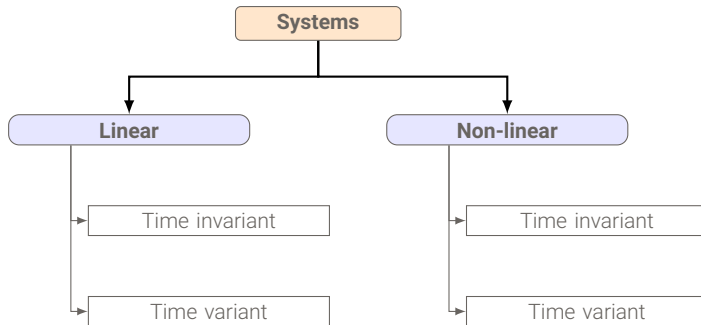 Systems
Linear
Non-linear
Time invariant
Time invariant
Time variant
Time variant